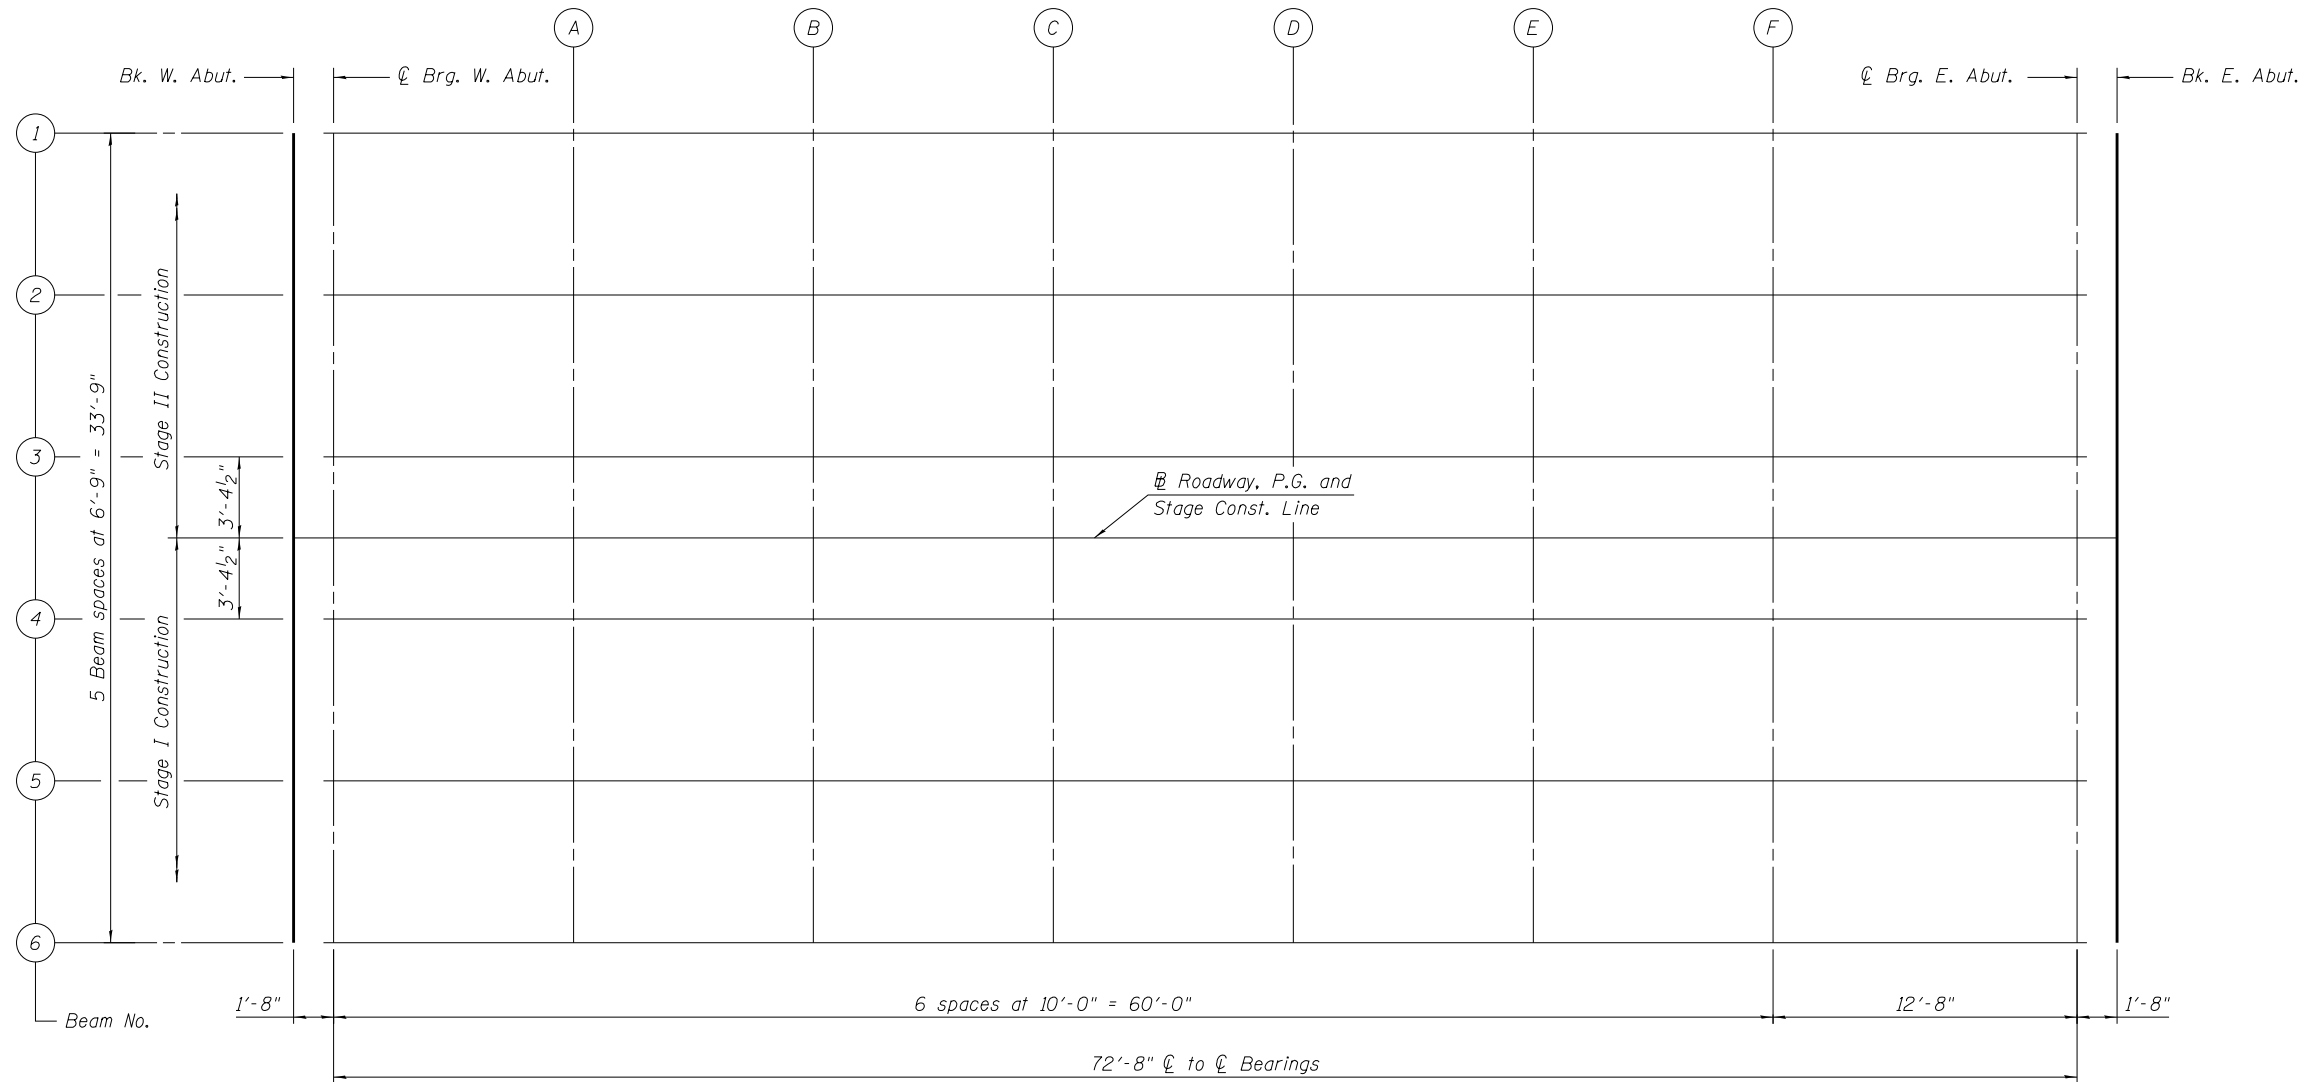 A
B
C
D
E
F
Bk. W. Abut.
℄ Brg. W. Abut.
℄ Brg. E. Abut.
Bk. E. Abut.
1
2
3
4
5
6
Beam No.
5 Beam spaces at 6'-9" = 33'-9"
Stage II Construction
Stage I Construction
3'-4½"
3'-4½"
Roadway, P.G. and
Stage Const. Line
1'-8"
6 spaces at 10'-0" = 60'-0"
12'-8"
1'-8"
72'-8" ℄ to ℄ Bearings